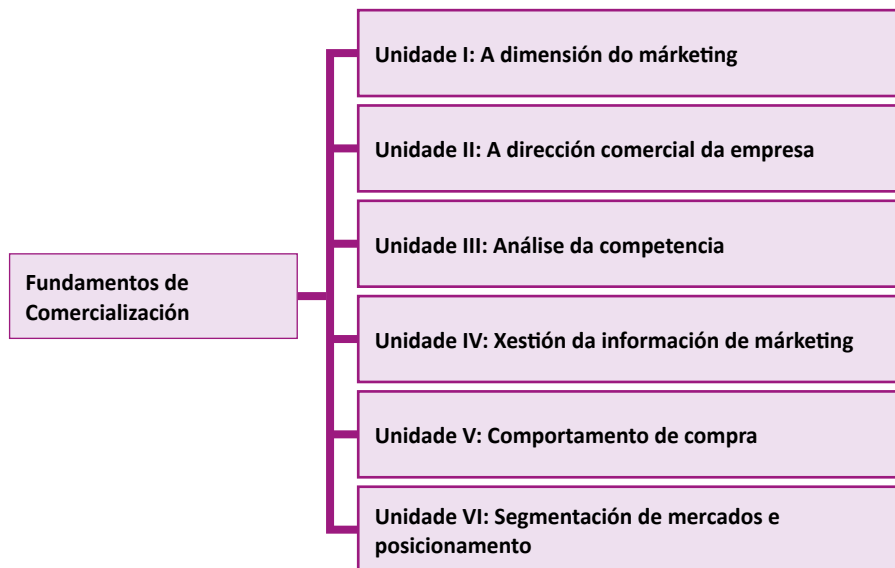 Unidade I: A dimensión do márketing
Unidade II: A dirección comercial da empresa
Unidade III: Análise da competencia
Fundamentos de
Comercialización
Unidade IV: Xestión da información de márketing
Unidade V: Comportamento de compra
Unidade VI: Segmentación de mercados e
posicionamento